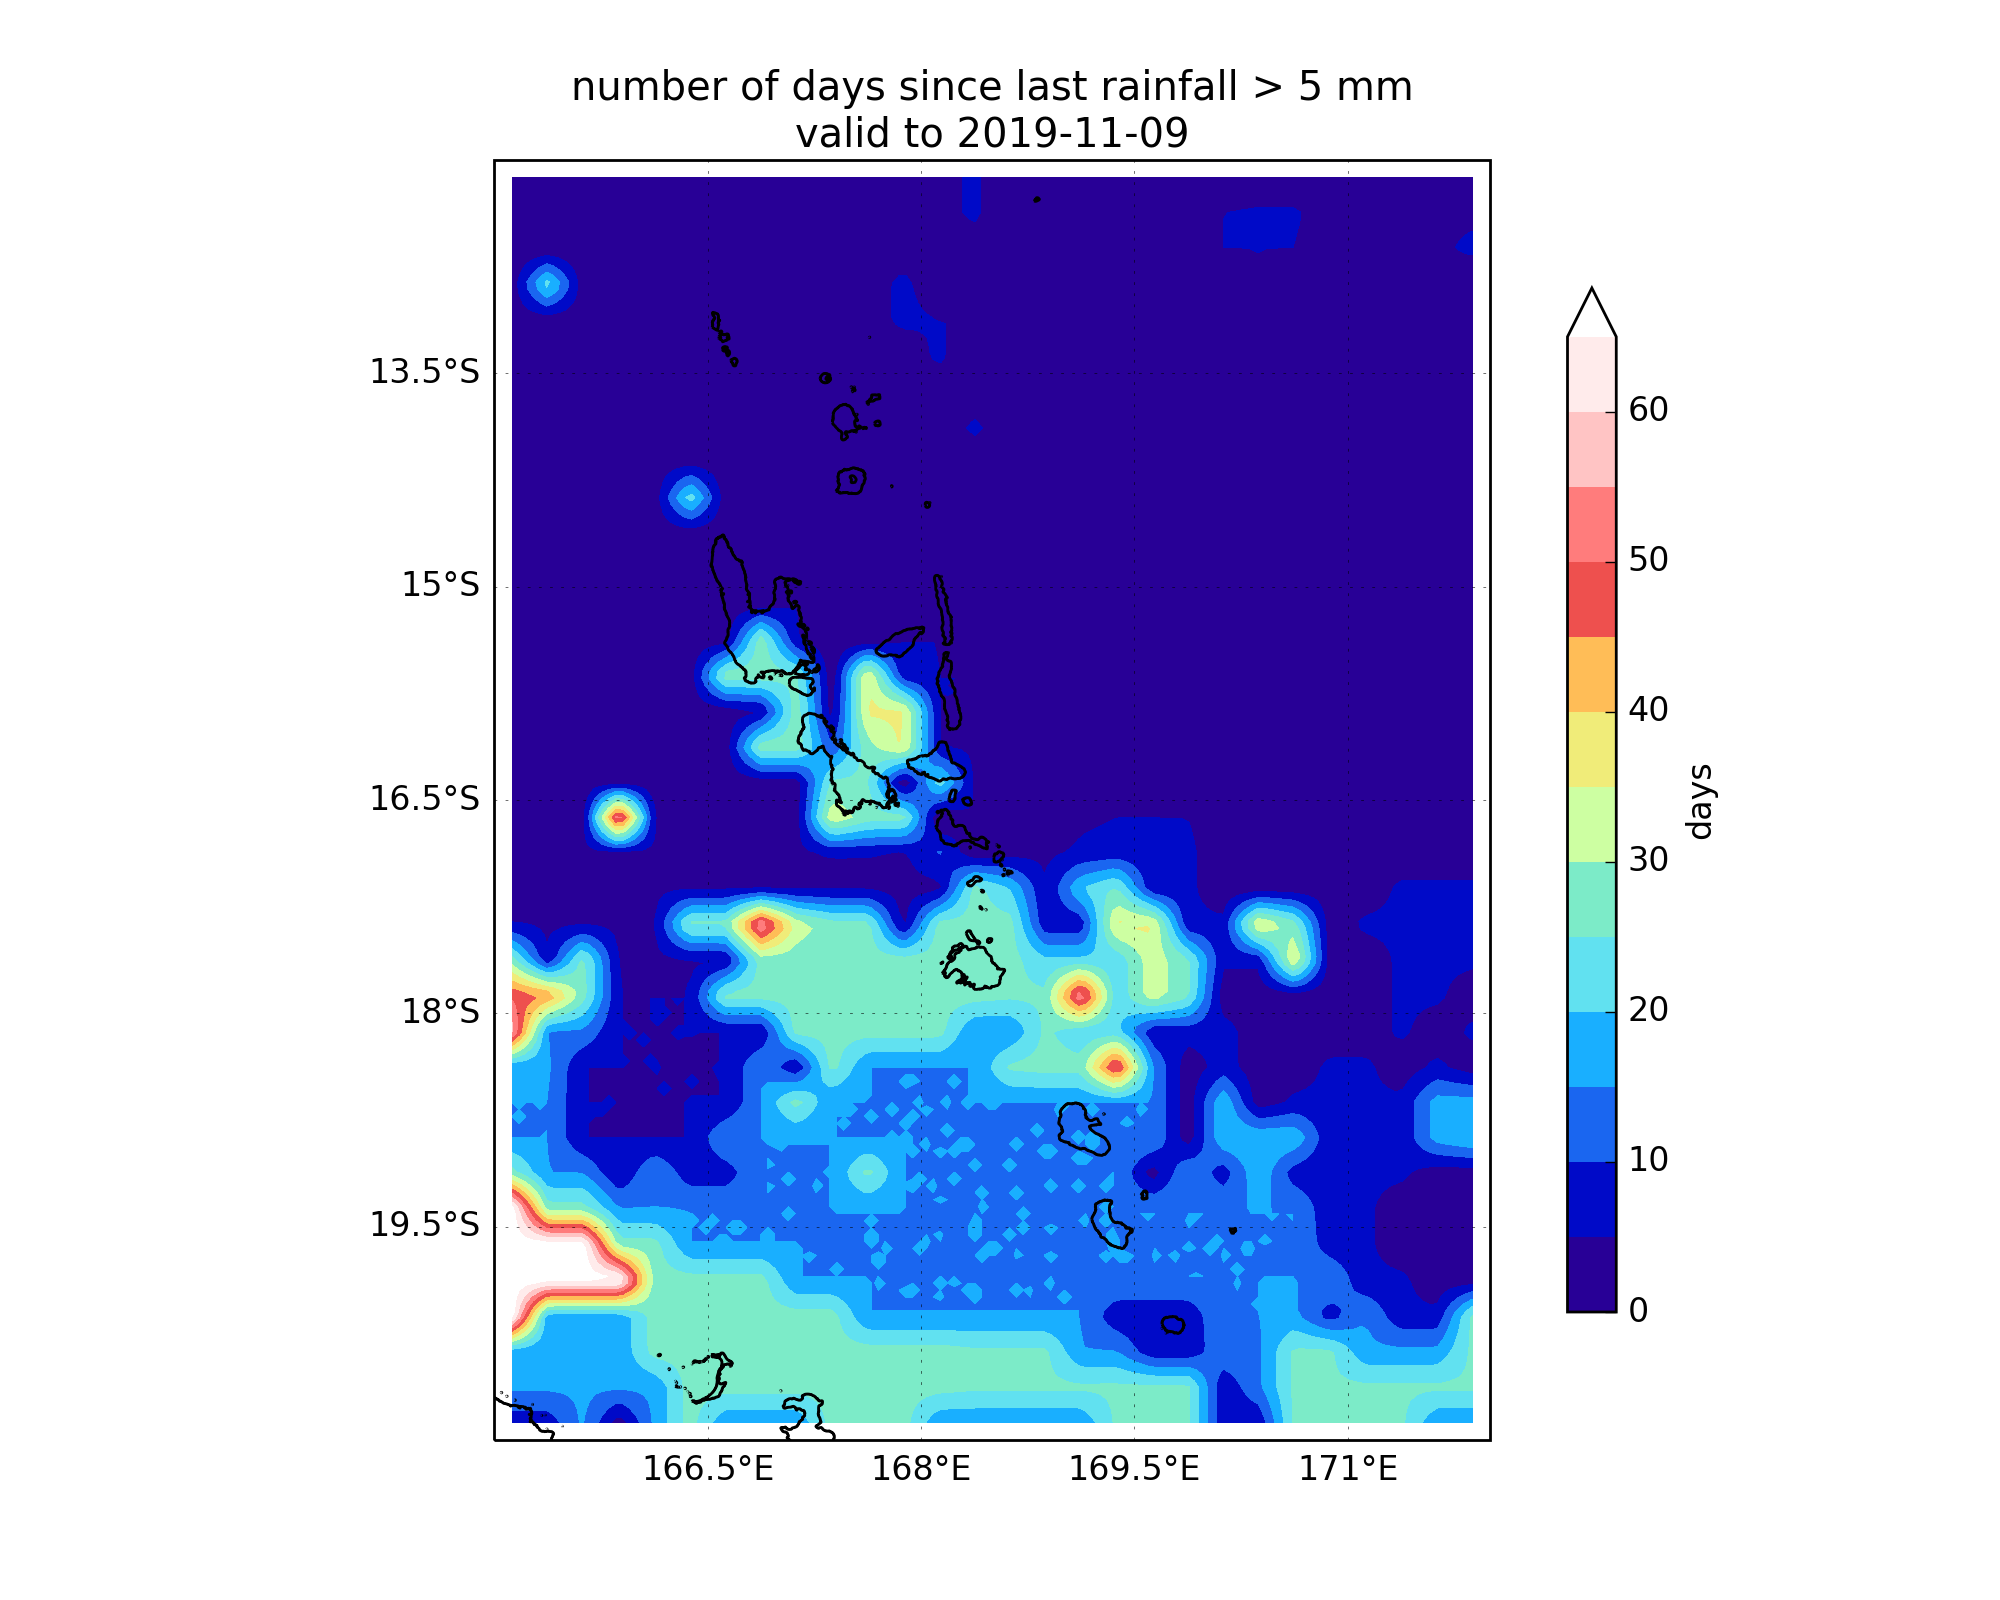 number of days since last rainfall > 5 mm
valid to 2019-11-09
13.5°S
15°S
16.5°S
18°S
19.5°S
166.5°E
168°E
169.5°E
171°E
60
50
40
30
20
10
0
days